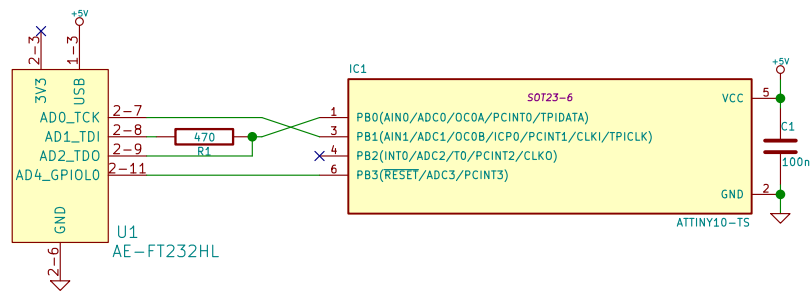 +5V
2-3
1-3
3V3
USB
AD0_TCK
2-7
AD1_TDI
2-8
470
R1
AD2_TDO
2-9
AD4_GPIOL0
2-11
GND
2-6
U1
AE-FT232HL
IC1
SOT23-6
1
PB0(AIN0/ADC0/OC0A/PCINT0/TPIDATA)
3
PB1(AIN1/ADC1/OC0B/ICP0/PCINT1/CLKI/TPICLK)
4
PB2(INT0/ADC2/T0/PCINT2/CLKO)
6
PB3(RESET/ADC3/PCINT3)
VCC
5
GND
2
ATTINY10-TS
+5V
C1
100n